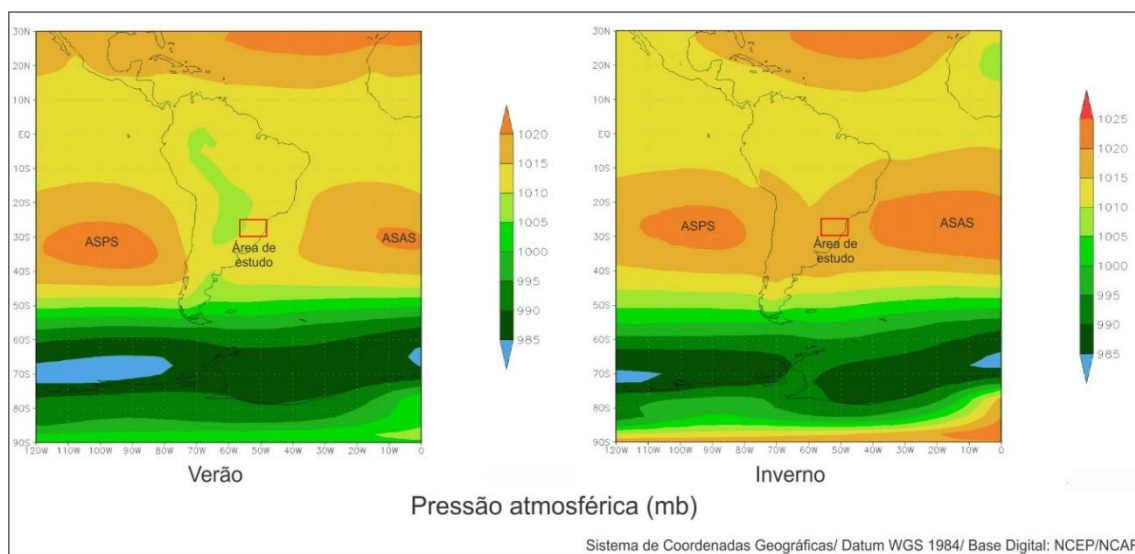 30N
20N
10N
EQ
10S
20S
30S
40S
50S
60S
70S
80S
90S
120W 110W 100W 90W 80W 70W 60W 50W 40W 30W 20W 10W 0
ASPS
ASAS
Área de
estudo
1020
1015
1010
1005
1000
995
990
985
Verão
30N
20N
10N
EQ
10S
20S
30S
40S
50S
60S
70S
80S
90S
120W 110W 100W 90W 80W 70W 60W 50W 40W 30W 20W 10W 0
ASPS
ASAS
Área de
estudo
1025
1020
1015
1010
1005
1000
995
990
985
Inverno
Pressão atmosférica (mb)
Sistema de Coordenadas Geográficas/ Datum WGS 1984/ Base Digital: NCEP/NCAR